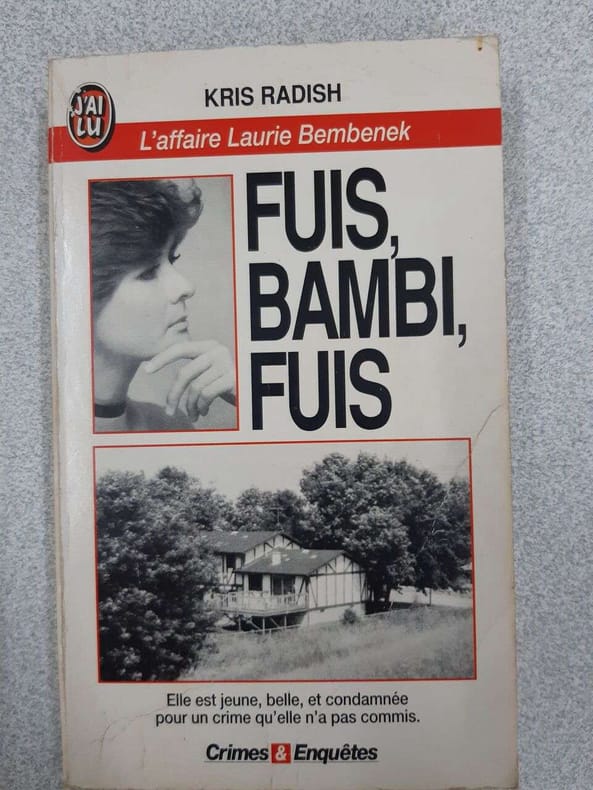 KRIS RADISH
J'AI
LU
L'affaire Laurie Bembenek
FUIS,
BAMBI,
FUIS
Elle est jeune, belle, et condamnée
pour un crime qu'elle n'a pas commis.
Crimes & Enquêtes